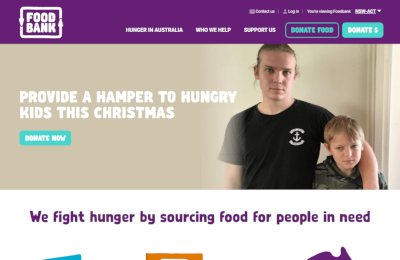 FOOD
BANK
Contact us
Log in
You're viewing Foodbank
NSW-ACT
HUNGER IN AUSTRALIA
WHO WE HELP
SUPPORT US
DONATE FOOD
DONATE $
PROVIDE A HAMPER TO HUNGRY
KIDS THIS CHRISTMAS
DONATE NOW
We fight hunger by sourcing food for people in need